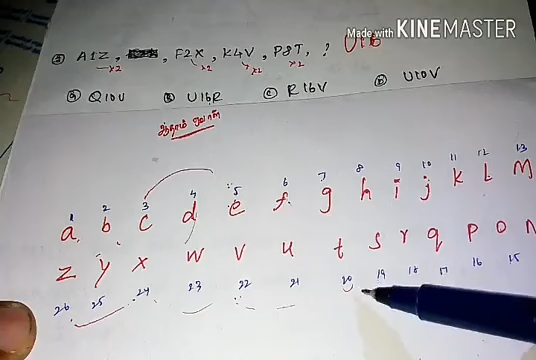 Made with KINEMASTER
③ A1Z, F2X, K4V, P8T, ? U16
×2 ×2 ×2 ×2
ⓐ Q10U ⓑ U16R ⓒ R16V ⓓ U10V
1 2 3 4 5 6 7 8 9 10 11 12 13
a b c d e f g h i j k L M
z y x w v u t s r q p o n
26 25 24 23 22 21 20 19 18 17 16 15